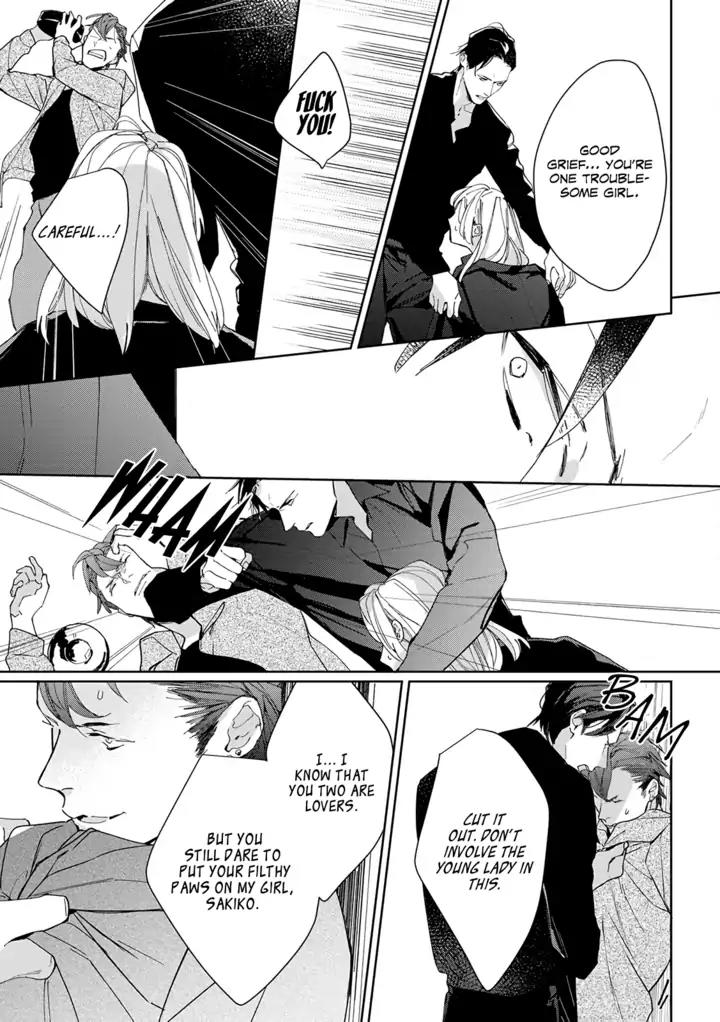 GOOD
GRIEF... YOU'RE
ONE TROUBLE-
SOME GIRL.
FUCK
YOU!
CAREFUL...!
WHAM
BAM
CUT IT
OUT. DON'T
INVOLVE THE
YOUNG LADY IN
THIS.
I... I
KNOW THAT
YOU TWO ARE
LOVERS.
BUT YOU
STILL DARE TO
PUT YOUR FILTHY
PAWS ON MY GIRL,
SAKIKO.